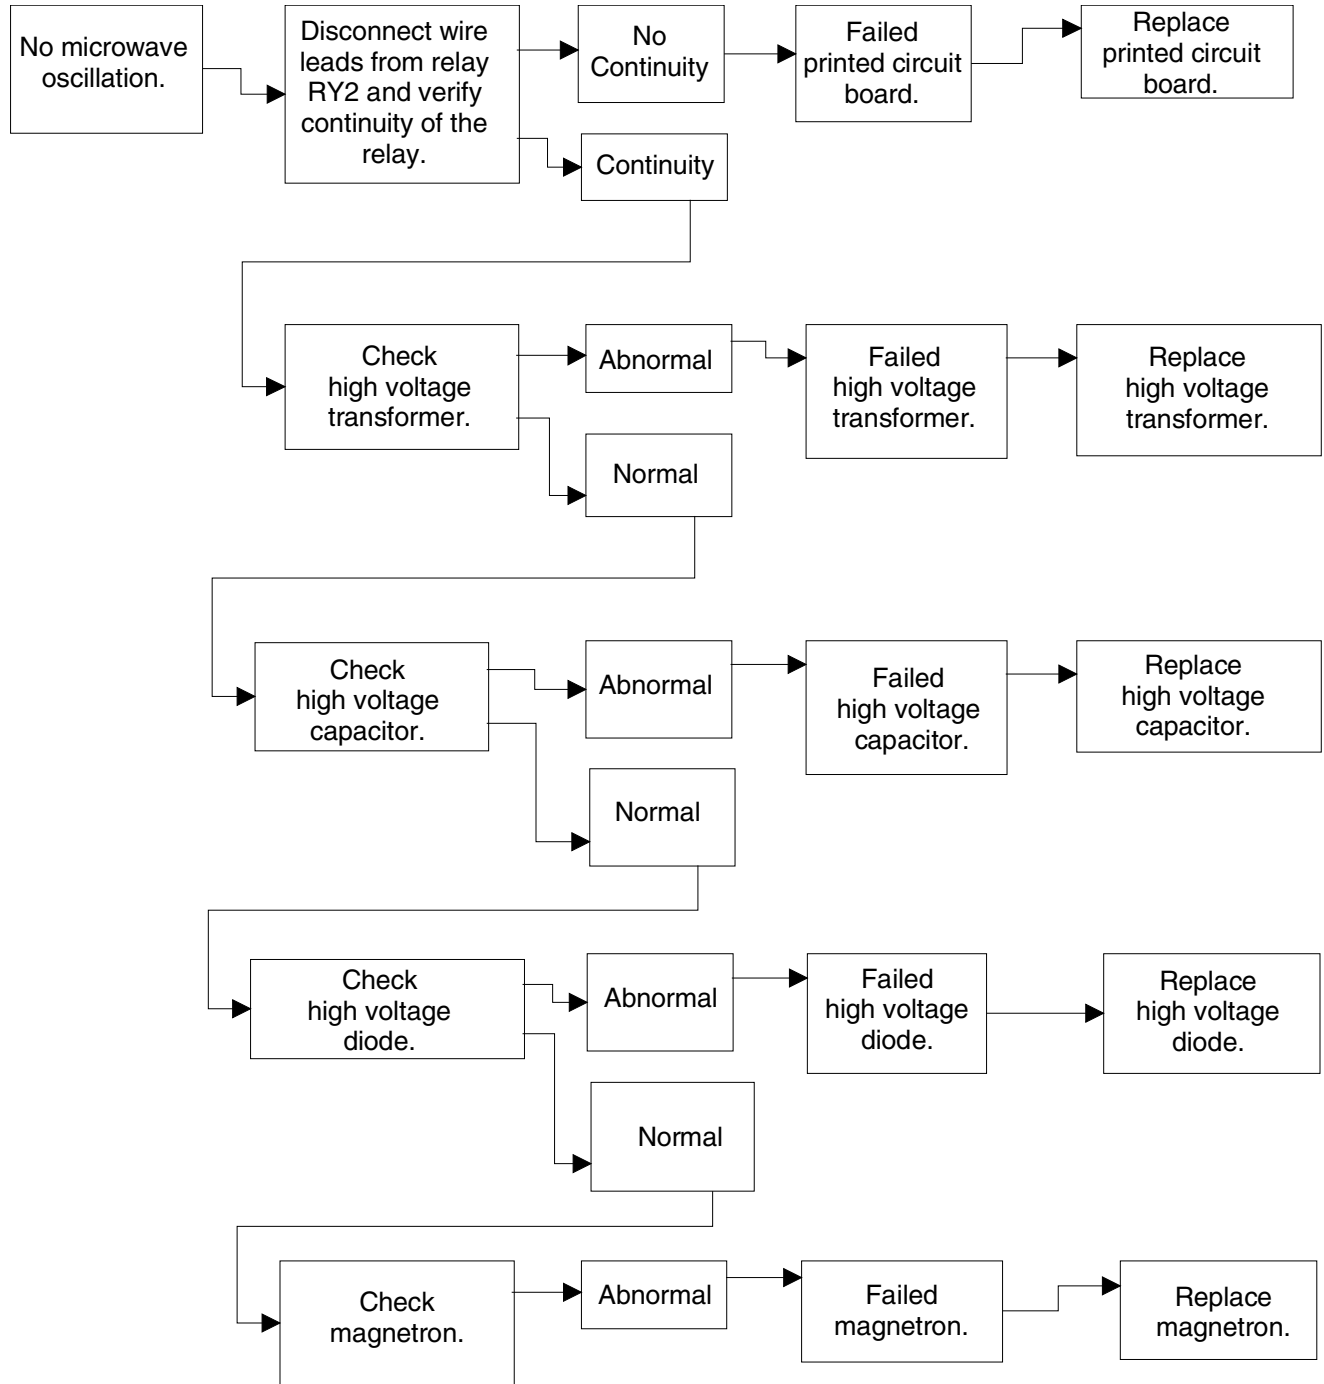 No microwave
oscillation.
Disconnect wire
leads from relay
RY2 and verify
continuity of the
relay.
No
Continuity
Failed
printed circuit
board.
Replace
printed circuit
board.
Continuity
Check
high voltage
transformer.
Abnormal
Failed
high voltage
transformer.
Replace
high voltage
transformer.
Normal
Check
high voltage
capacitor.
Abnormal
Failed
high voltage
capacitor.
Replace
high voltage
capacitor.
Normal
Check
high voltage
diode.
Abnormal
Failed
high voltage
diode.
Replace
high voltage
diode.
Normal
Check
magnetron.
Abnormal
Failed
magnetron.
Replace
magnetron.